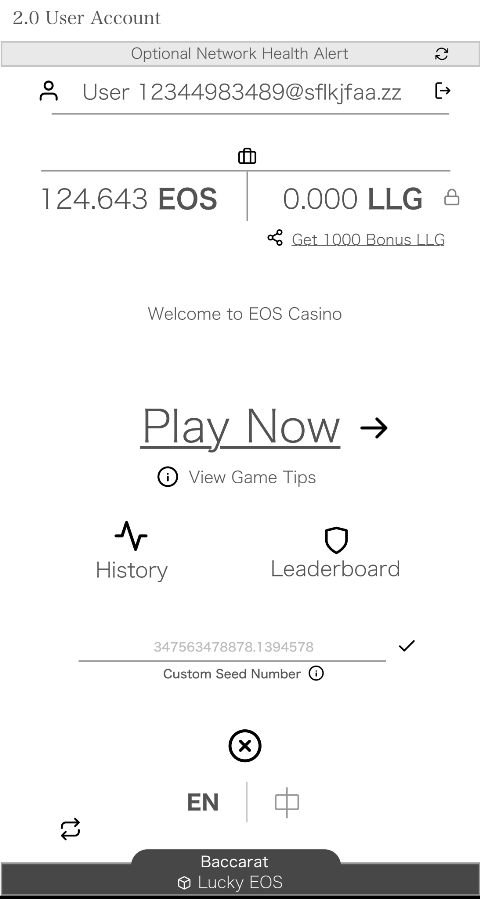 2.0 User Account
Optional Network Health Alert
User 12344983489@sflkjfaa.zz
124.643 EOS
0.000 LLG
Get 1000 Bonus LLG
Welcome to EOS Casino
Play Now
View Game Tips
History
Leaderboard
347563478878.1394578
Custom Seed Number
EN
中
Baccarat
Lucky EOS